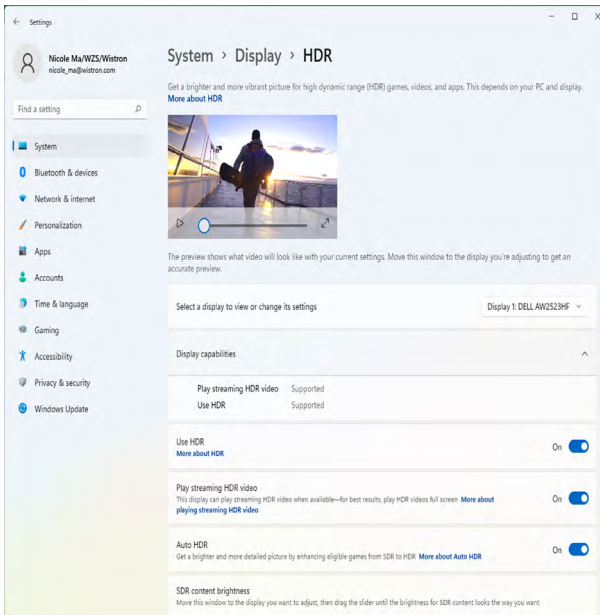 Settings
Nicole Ma/WZS/Wistron
nicole_ma@wistron.com
Find a setting
System
Bluetooth & devices
Network & internet
Personalization
Apps
Accounts
Time & language
Gaming
Accessibility
Privacy & security
Windows Update
System > Display > HDR
Get a brighter and more vibrant picture for high dynamic range (HDR) games, videos, and apps. This depends on your PC and display.
More about HDR
The preview shows what video will look like with your current settings. Move this window to the display you're adjusting to get an
accurate preview.
Select a display to view or change its settings
Display 1: DELL AW2523HF
Display capabilities
Play streaming HDR video Supported
Use HDR Supported
Use HDR
More about HDR
On
Play streaming HDR video
This display can play streaming HDR video when available—for best results, play HDR videos full screen More about
playing streaming HDR video
On
Auto HDR
Get a brighter and more detailed picture by enhancing eligible games from SDR to HDR More about Auto HDR
On
SDR content brightness
Move this window to the display you want to adjust, then drag the slider until the brightness for SDR content looks the way you want